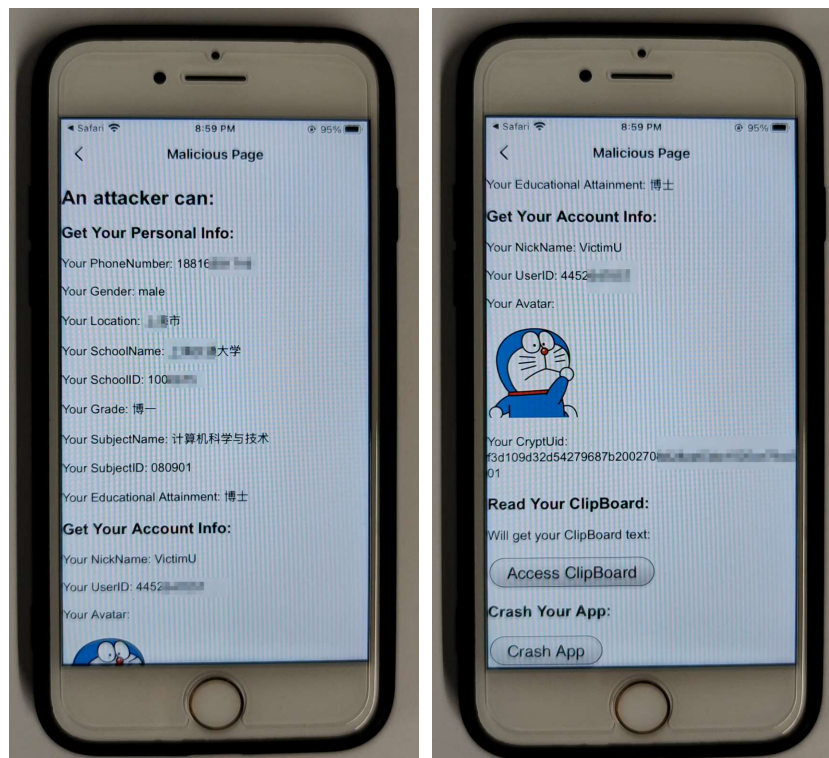 Safari
8:59 PM
95%
Malicious Page
An attacker can:
Get Your Personal Info:
Your PhoneNumber: 18816
Your Gender: male
Your Location: 市
Your SchoolName: 大学
Your SchoolID: 100
Your Grade: 博一
Your SubjectName: 计算机科学与技术
Your SubjectID: 080901
Your Educational Attainment: 博士
Get Your Account Info:
Your NickName: VictimU
Your UserID: 4452
Your Avatar:
Safari
8:59 PM
95%
Malicious Page
Your Educational Attainment: 博士
Get Your Account Info:
Your NickName: VictimU
Your UserID: 4452
Your Avatar:
Your CryptUid:
f3d109d32d54279687b200270
01
Read Your ClipBoard:
Will get your ClipBoard text:
Access ClipBoard
Crash Your App:
Crash App